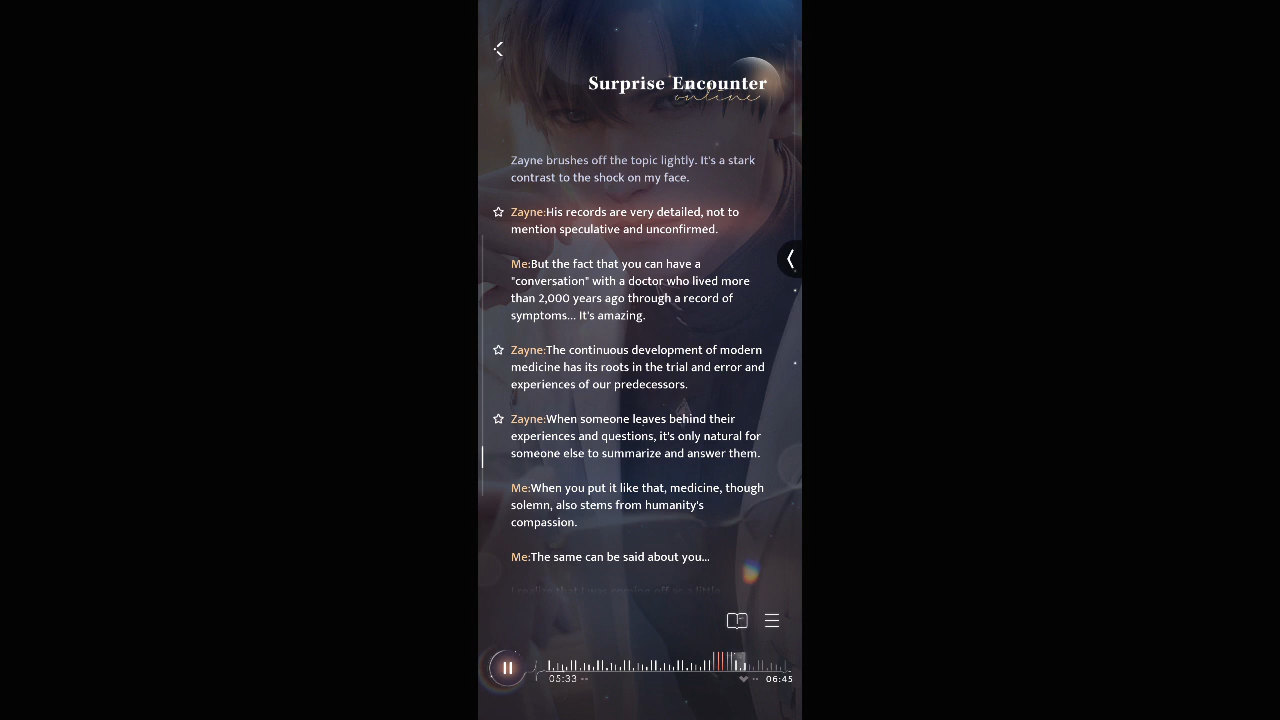 Surprise Encounter
online
Zayne brushes off the topic lightly. It's a stark
contrast to the shock on my face.
Zayne:His records are very detailed, not to
mention speculative and unconfirmed.
Me:But the fact that you can have a
"conversation" with a doctor who lived more
than 2,000 years ago through a record of
symptoms... It's amazing.
Zayne:The continuous development of modern
medicine has its roots in the trial and error and
experiences of our predecessors.
Zayne:When someone leaves behind their
experiences and questions, it's only natural for
someone else to summarize and answer them.
Me:When you put it like that, medicine, though
solemn, also stems from humanity's
compassion.
Me:The same can be said about you...
05:33
06:45